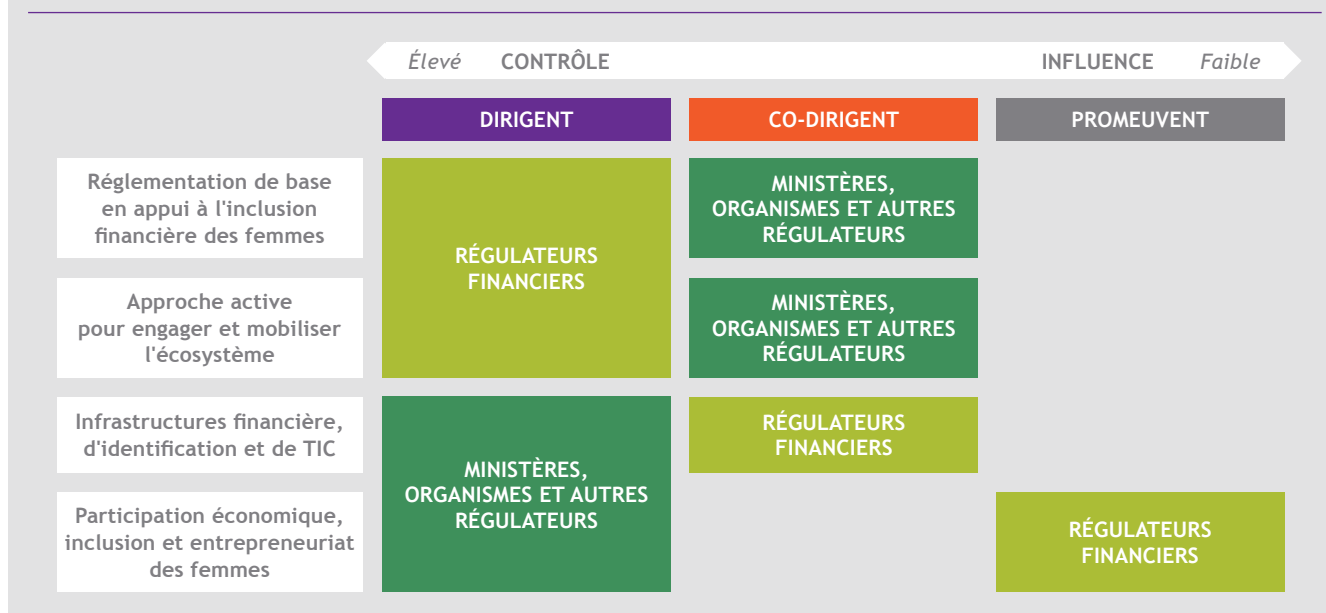 Élevé CONTRÔLE INFLUENCE Faible
DIRIGENT CO-DIRIGENT PROMEUVENT
Réglementation de base
en appui à l'inclusion
financière des femmes
RÉGULATEURS
FINANCIERS
MINISTÈRES,
ORGANISMES ET AUTRES
RÉGULATEURS
Approche active
pour engager et mobiliser
l'écosystème
MINISTÈRES,
ORGANISMES ET AUTRES
RÉGULATEURS
Infrastructures financière,
d'identification et de TIC
MINISTÈRES,
ORGANISMES ET AUTRES
RÉGULATEURS
RÉGULATEURS
FINANCIERS
Participation économique,
inclusion et entrepreneuriat
des femmes
RÉGULATEURS
FINANCIERS